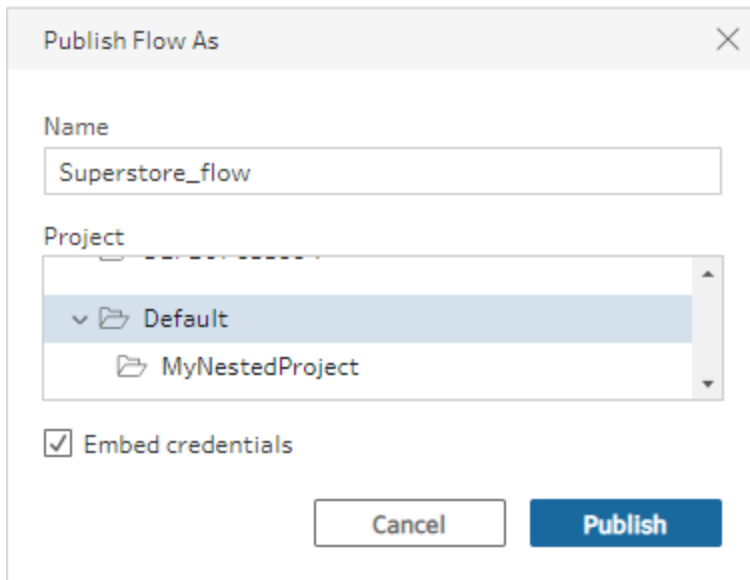 Publish Flow As
Name
Superstore_flow
Project
Default
MyNestedProject
Embed credentials
Cancel
Publish